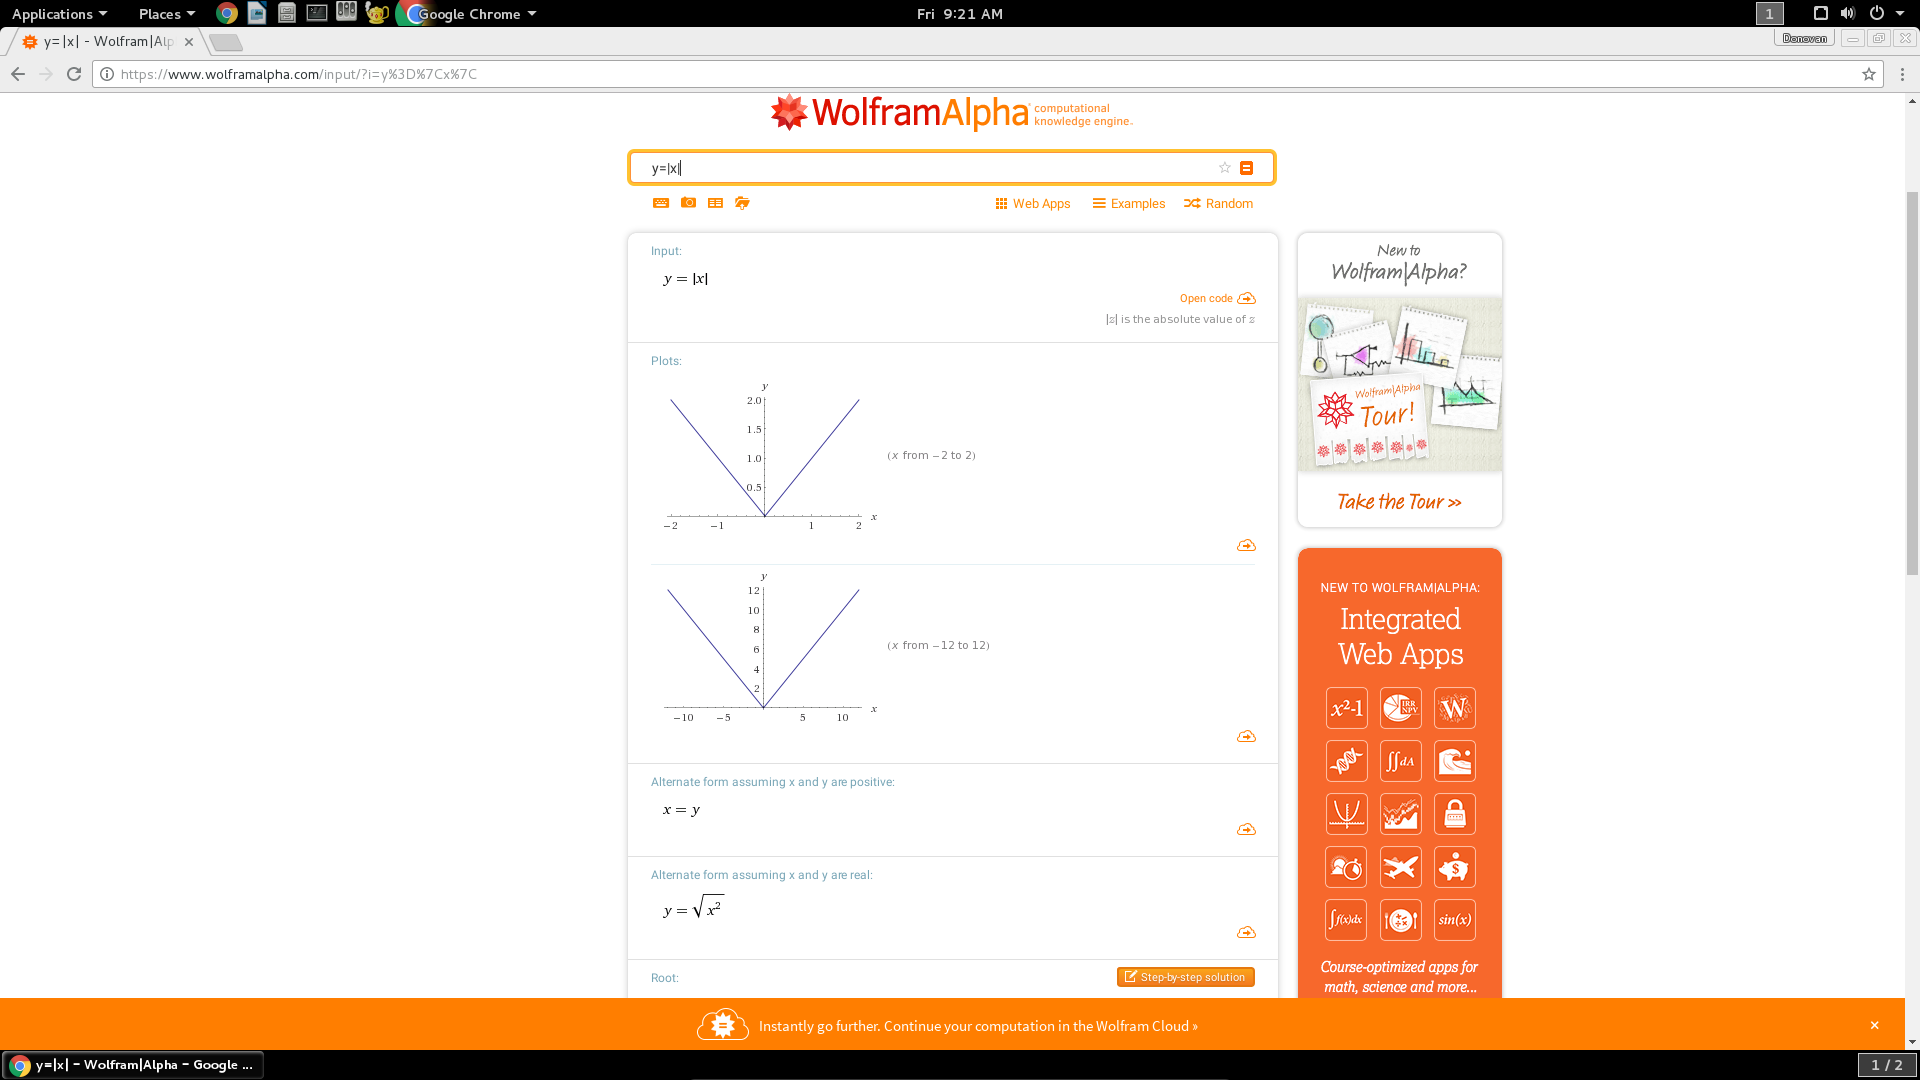 Applications
Places
Google Chrome
Fri 9:21 AM
1
y=|x| - Wolfram|Alp
Donovan
https://www.wolframalpha.com/input/?i=y%3D%7Cx%7C
WolframAlpha computational
knowledge engine.
y=|x|
Web Apps
Examples
Random
Input:
y = |x|
Open code
|z| is the absolute value of z
Plots:
y
2.0
1.5
1.0
0.5
−2 −1 1 2 x
(x from −2 to 2)
y
12
10
8
6
4
2
−10 −5 5 10 x
(x from −12 to 12)
Alternate form assuming x and y are positive:
x = y
Alternate form assuming x and y are real:
y = √x²
Root:
Step-by-step solution
New to
Wolfram|Alpha?
Wolfram|Alpha
Tour!
Take the Tour >>
NEW TO WOLFRAM|ALPHA:
Integrated
Web Apps
x²-1
IRR
NPV
W
∬dA
$
∫f(x)dx
sin(x)
Course-optimized apps for
math, science and more...
Instantly go further. Continue your computation in the Wolfram Cloud »
×
y=|x| - Wolfram|Alpha - Google ...
1 / 2